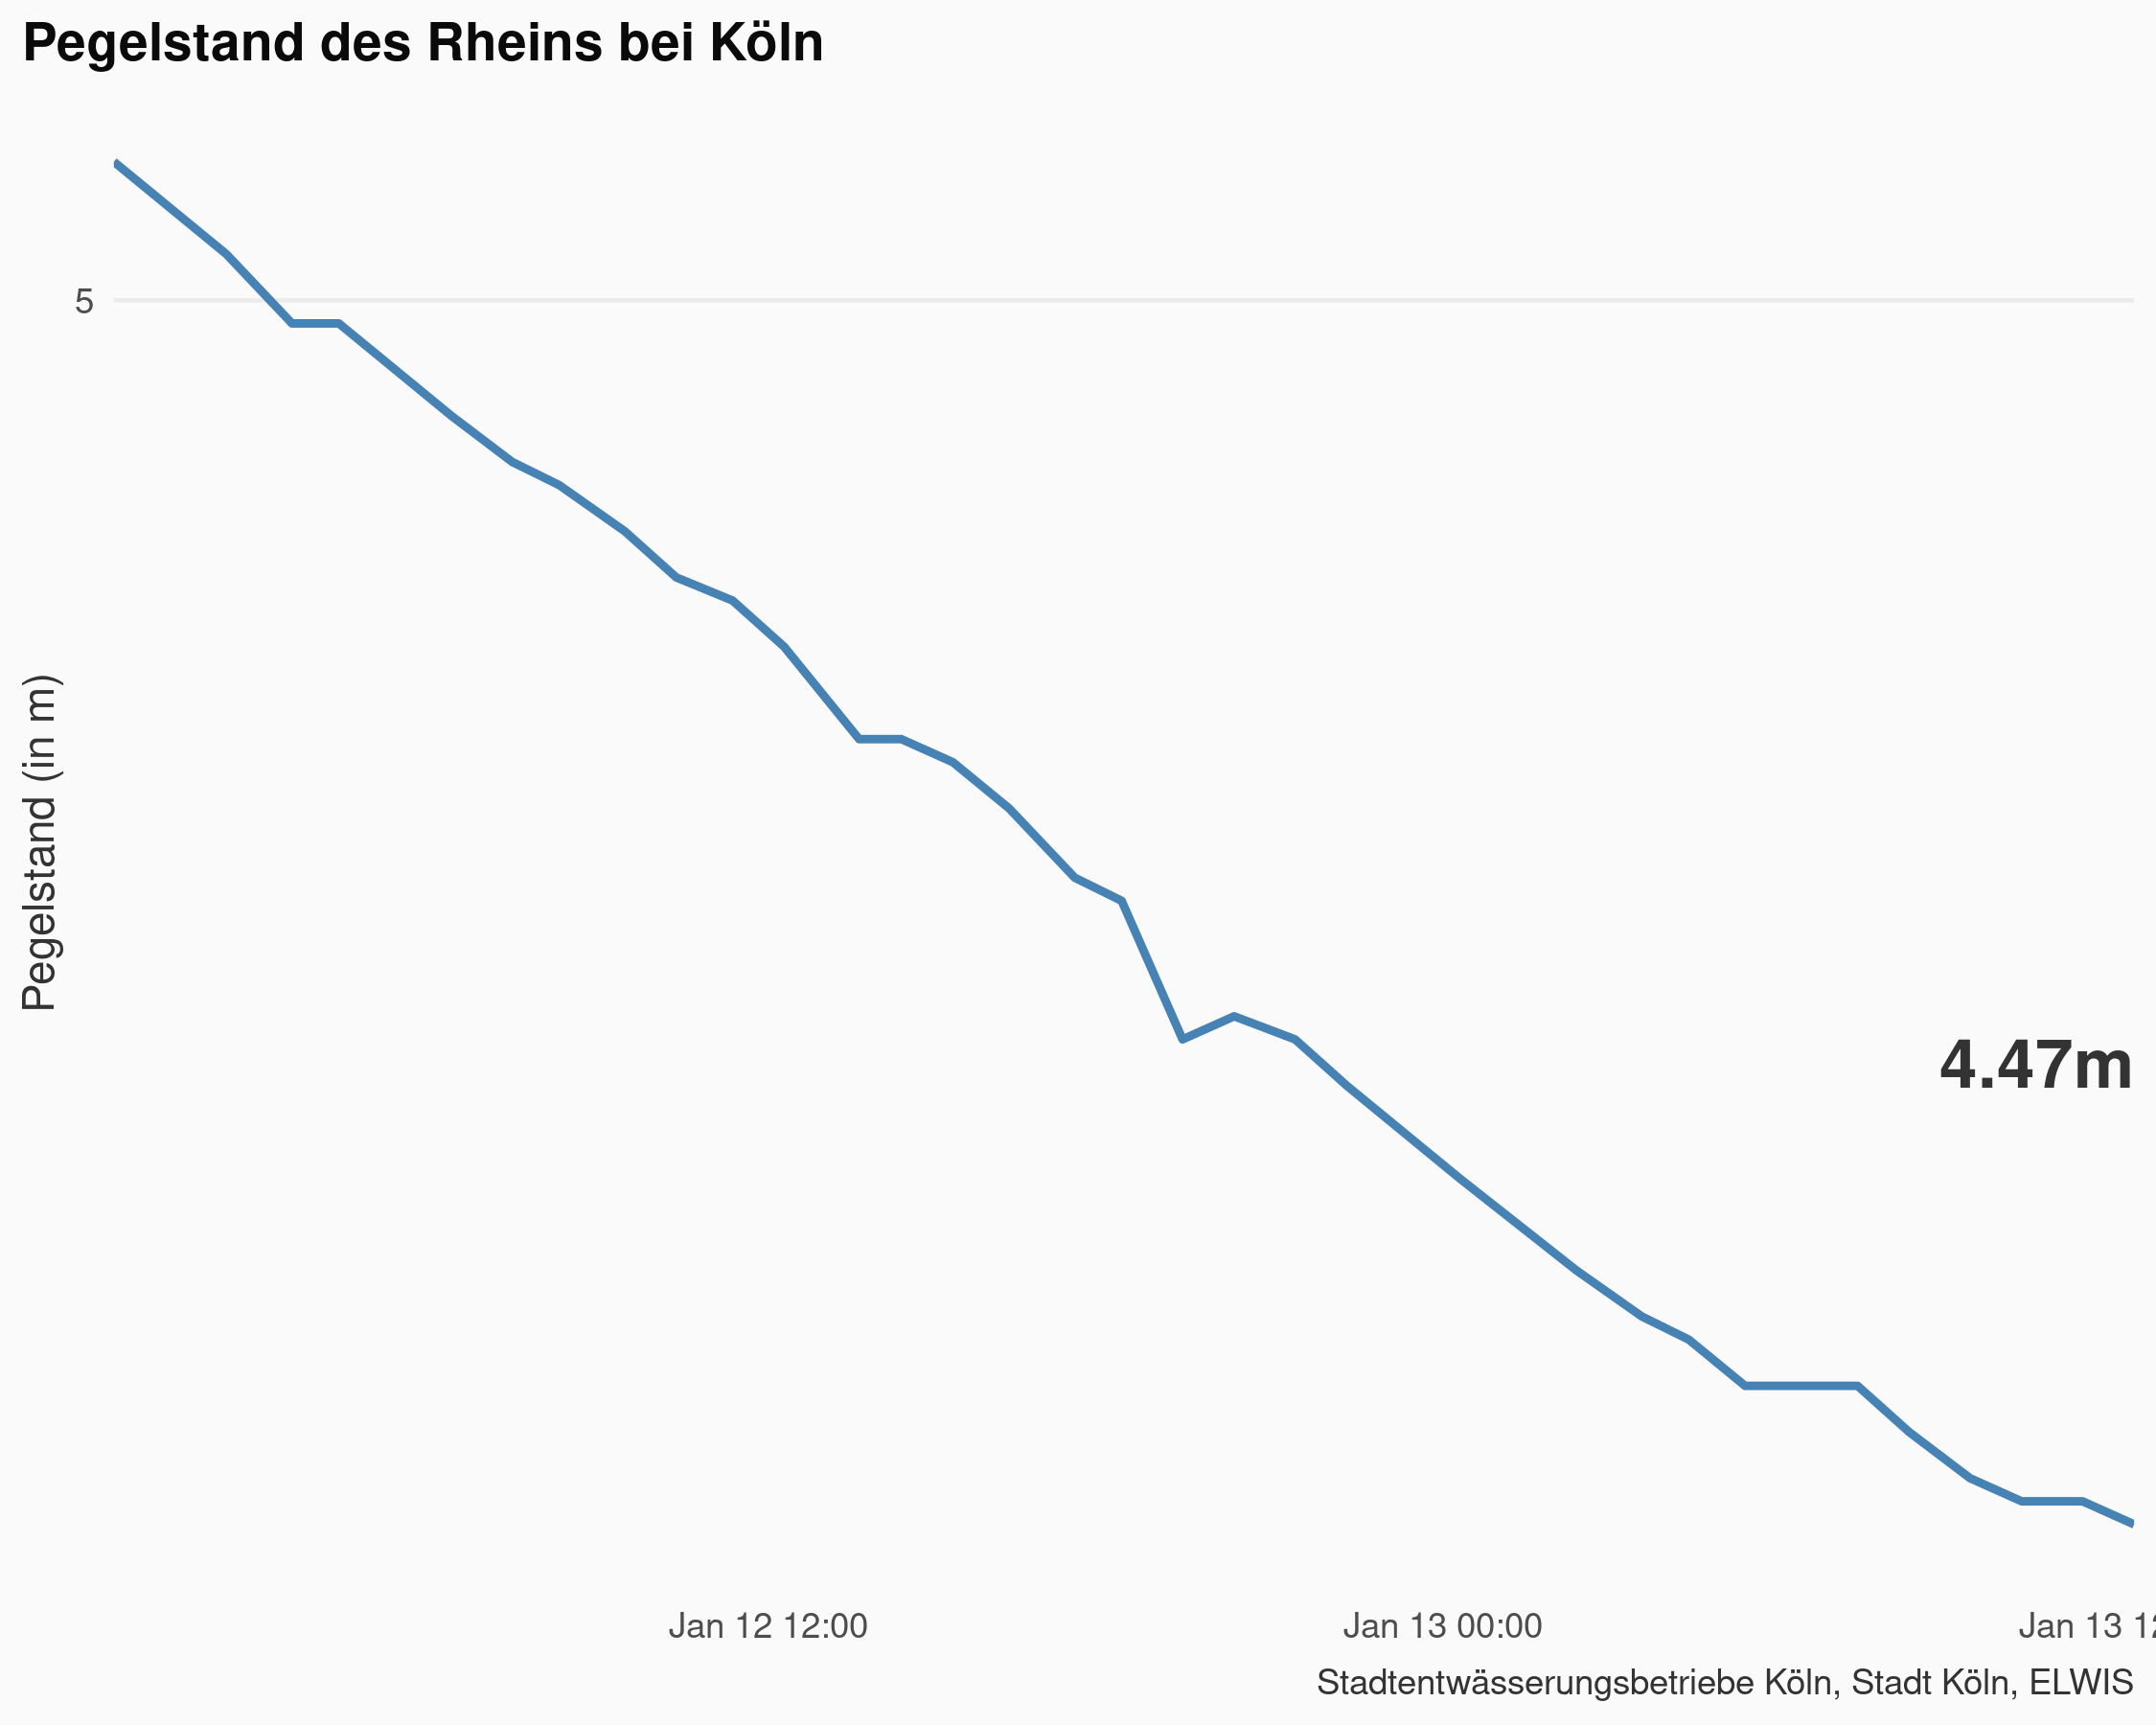 Pegelstand des Rheins bei Köln
5
Pegelstand (in m)
4.47m
Jan 12 12:00
Jan 13 00:00
Jan 13 12
Stadtentwässerungsbetriebe Köln, Stadt Köln, ELWIS